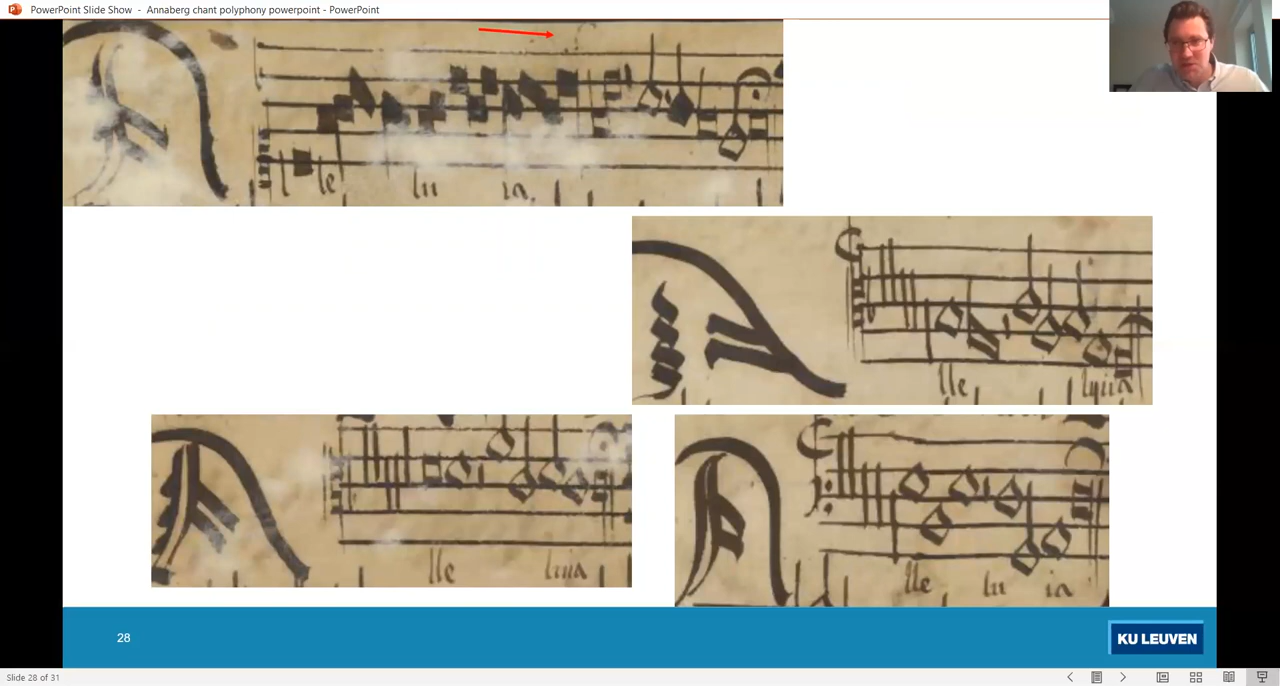 PowerPoint Slide Show - Annaberg chant polyphony powerpoint - PowerPoint
le lu ia
lle luia
lle luia
lle lu ia
28
KU LEUVEN
Slide 28 of 31